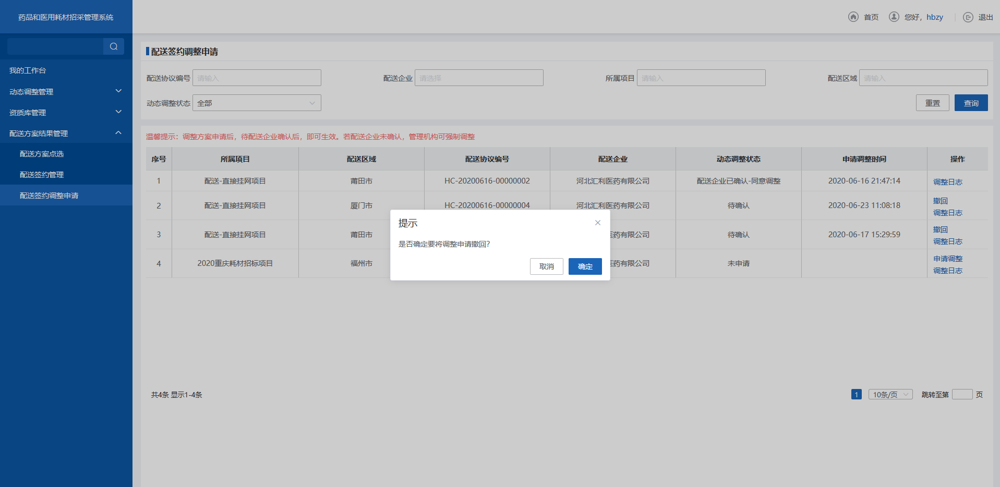 药品和医用耗材招采管理系统
首页 您好，hbzy 退出
我的工作台
动态调整管理
资质库管理
配送方案结果管理
配送方案点选
配送签约管理
配送签约调整申请
配送签约调整申请
配送协议编号 请输入 配送企业 请选择 所属项目 请输入 配送区域 请输入
动态调整状态 全部 重置 查询
温馨提示：调整方案申请后，待配送企业确认后，即可生效。若配送企业未确认，管理机构可强制调整
序号 所属项目 配送区域 配送协议编号 配送企业 动态调整状态 申请调整时间 操作
1 配送-直接挂网项目 莆田市 HC-20200616-00000002 河北汇利医药有限公司 配送企业已确认-同意调整 2020-06-16 21:47:14 调整日志
2 配送-直接挂网项目 厦门市 HC-20200616-00000004 河北汇利医药有限公司 待确认 2020-06-23 11:08:18 撤回
调整日志
3 配送-直接挂网项目 莆田市 医药有限公司 待确认 2020-06-17 15:29:59 撤回
调整日志
4 2020重庆耗材招标项目 福州市 医药有限公司 未申请 申请调整
调整日志
提示
是否确定要将调整申请撤回?
取消 确定
共4条 显示1-4条 1 10条/页 跳转至第 页